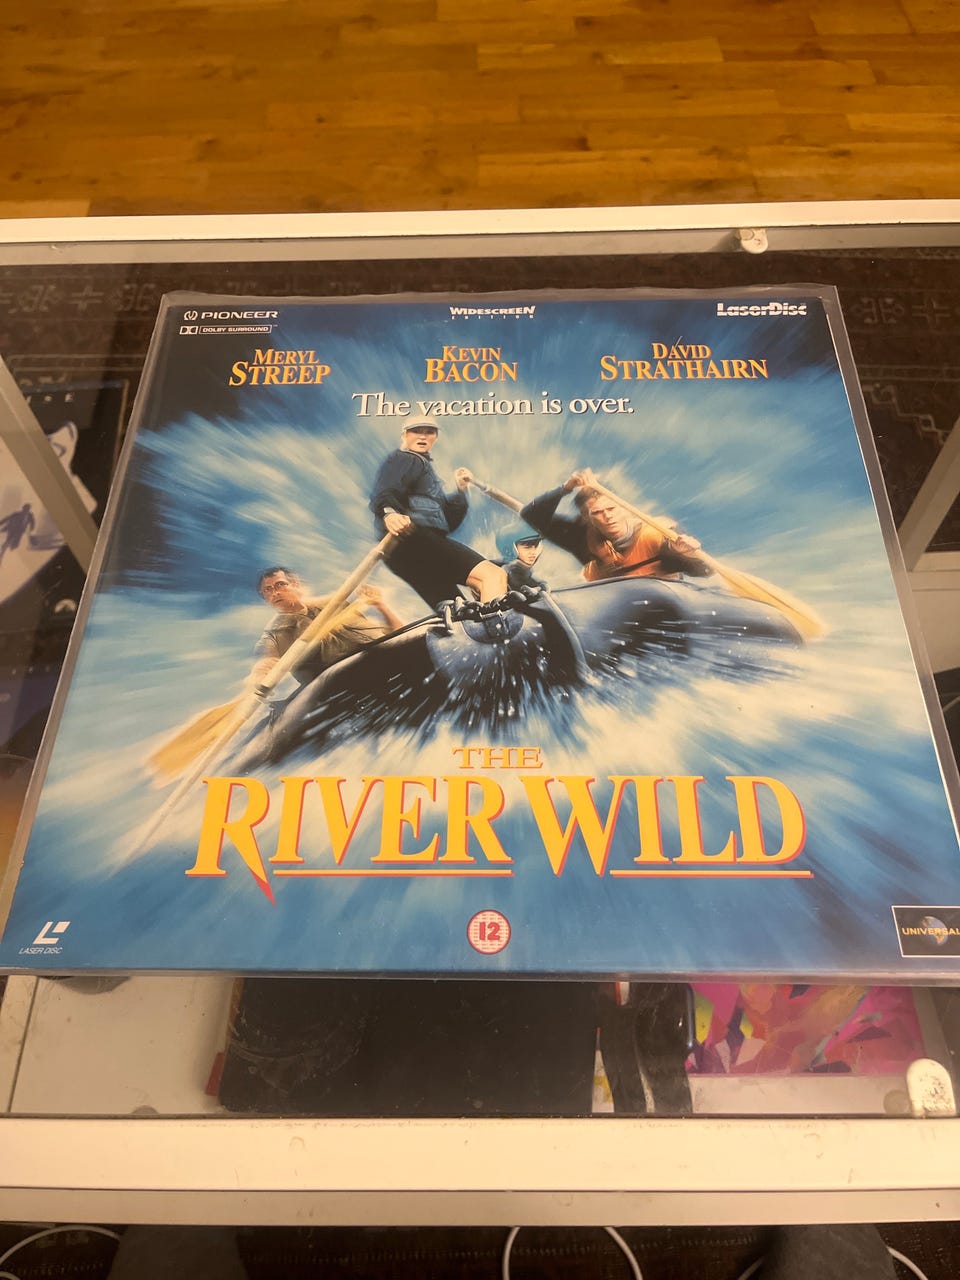 PIONEER
DOLBY SURROUND
WIDESCREEN
EDITION
LaserDisc
MERYL
STREEP
KEVIN
BACON
DAVID
STRATHAIRN
The vacation is over.
THE
RIVER WILD
12
LASER DISC
UNIVERSAL